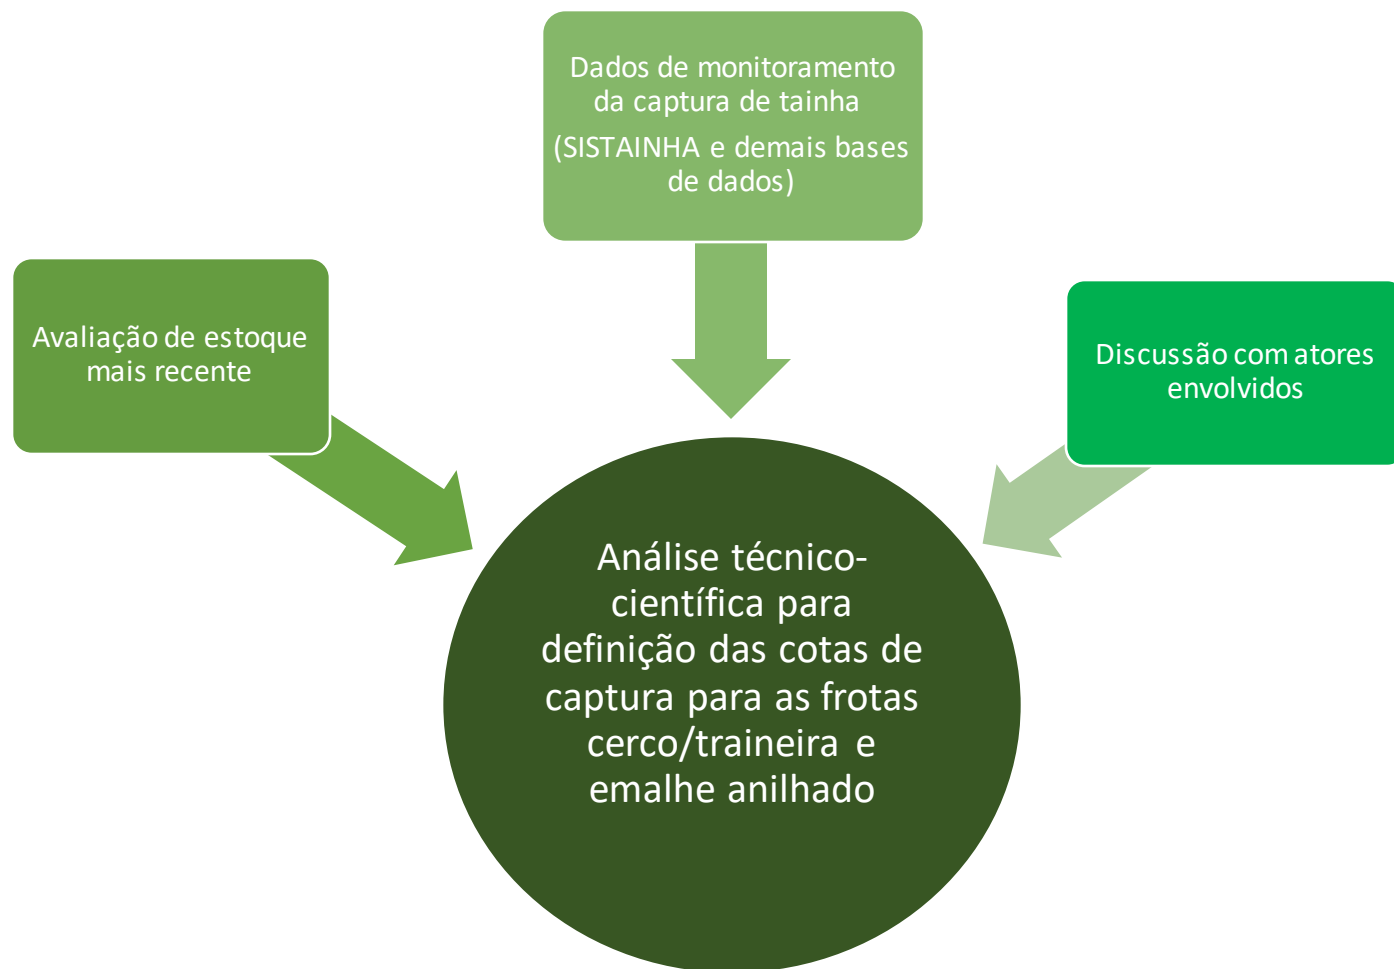 Dados de monitoramento
da captura de tainha
(SISTAINHA e demais bases
de dados)
Avaliação de estoque
mais recente
Discussão com atores
envolvidos
Análise técnico-
científica para
definição das cotas de
captura para as frotas
cerco/traineira e
emalhe anilhado